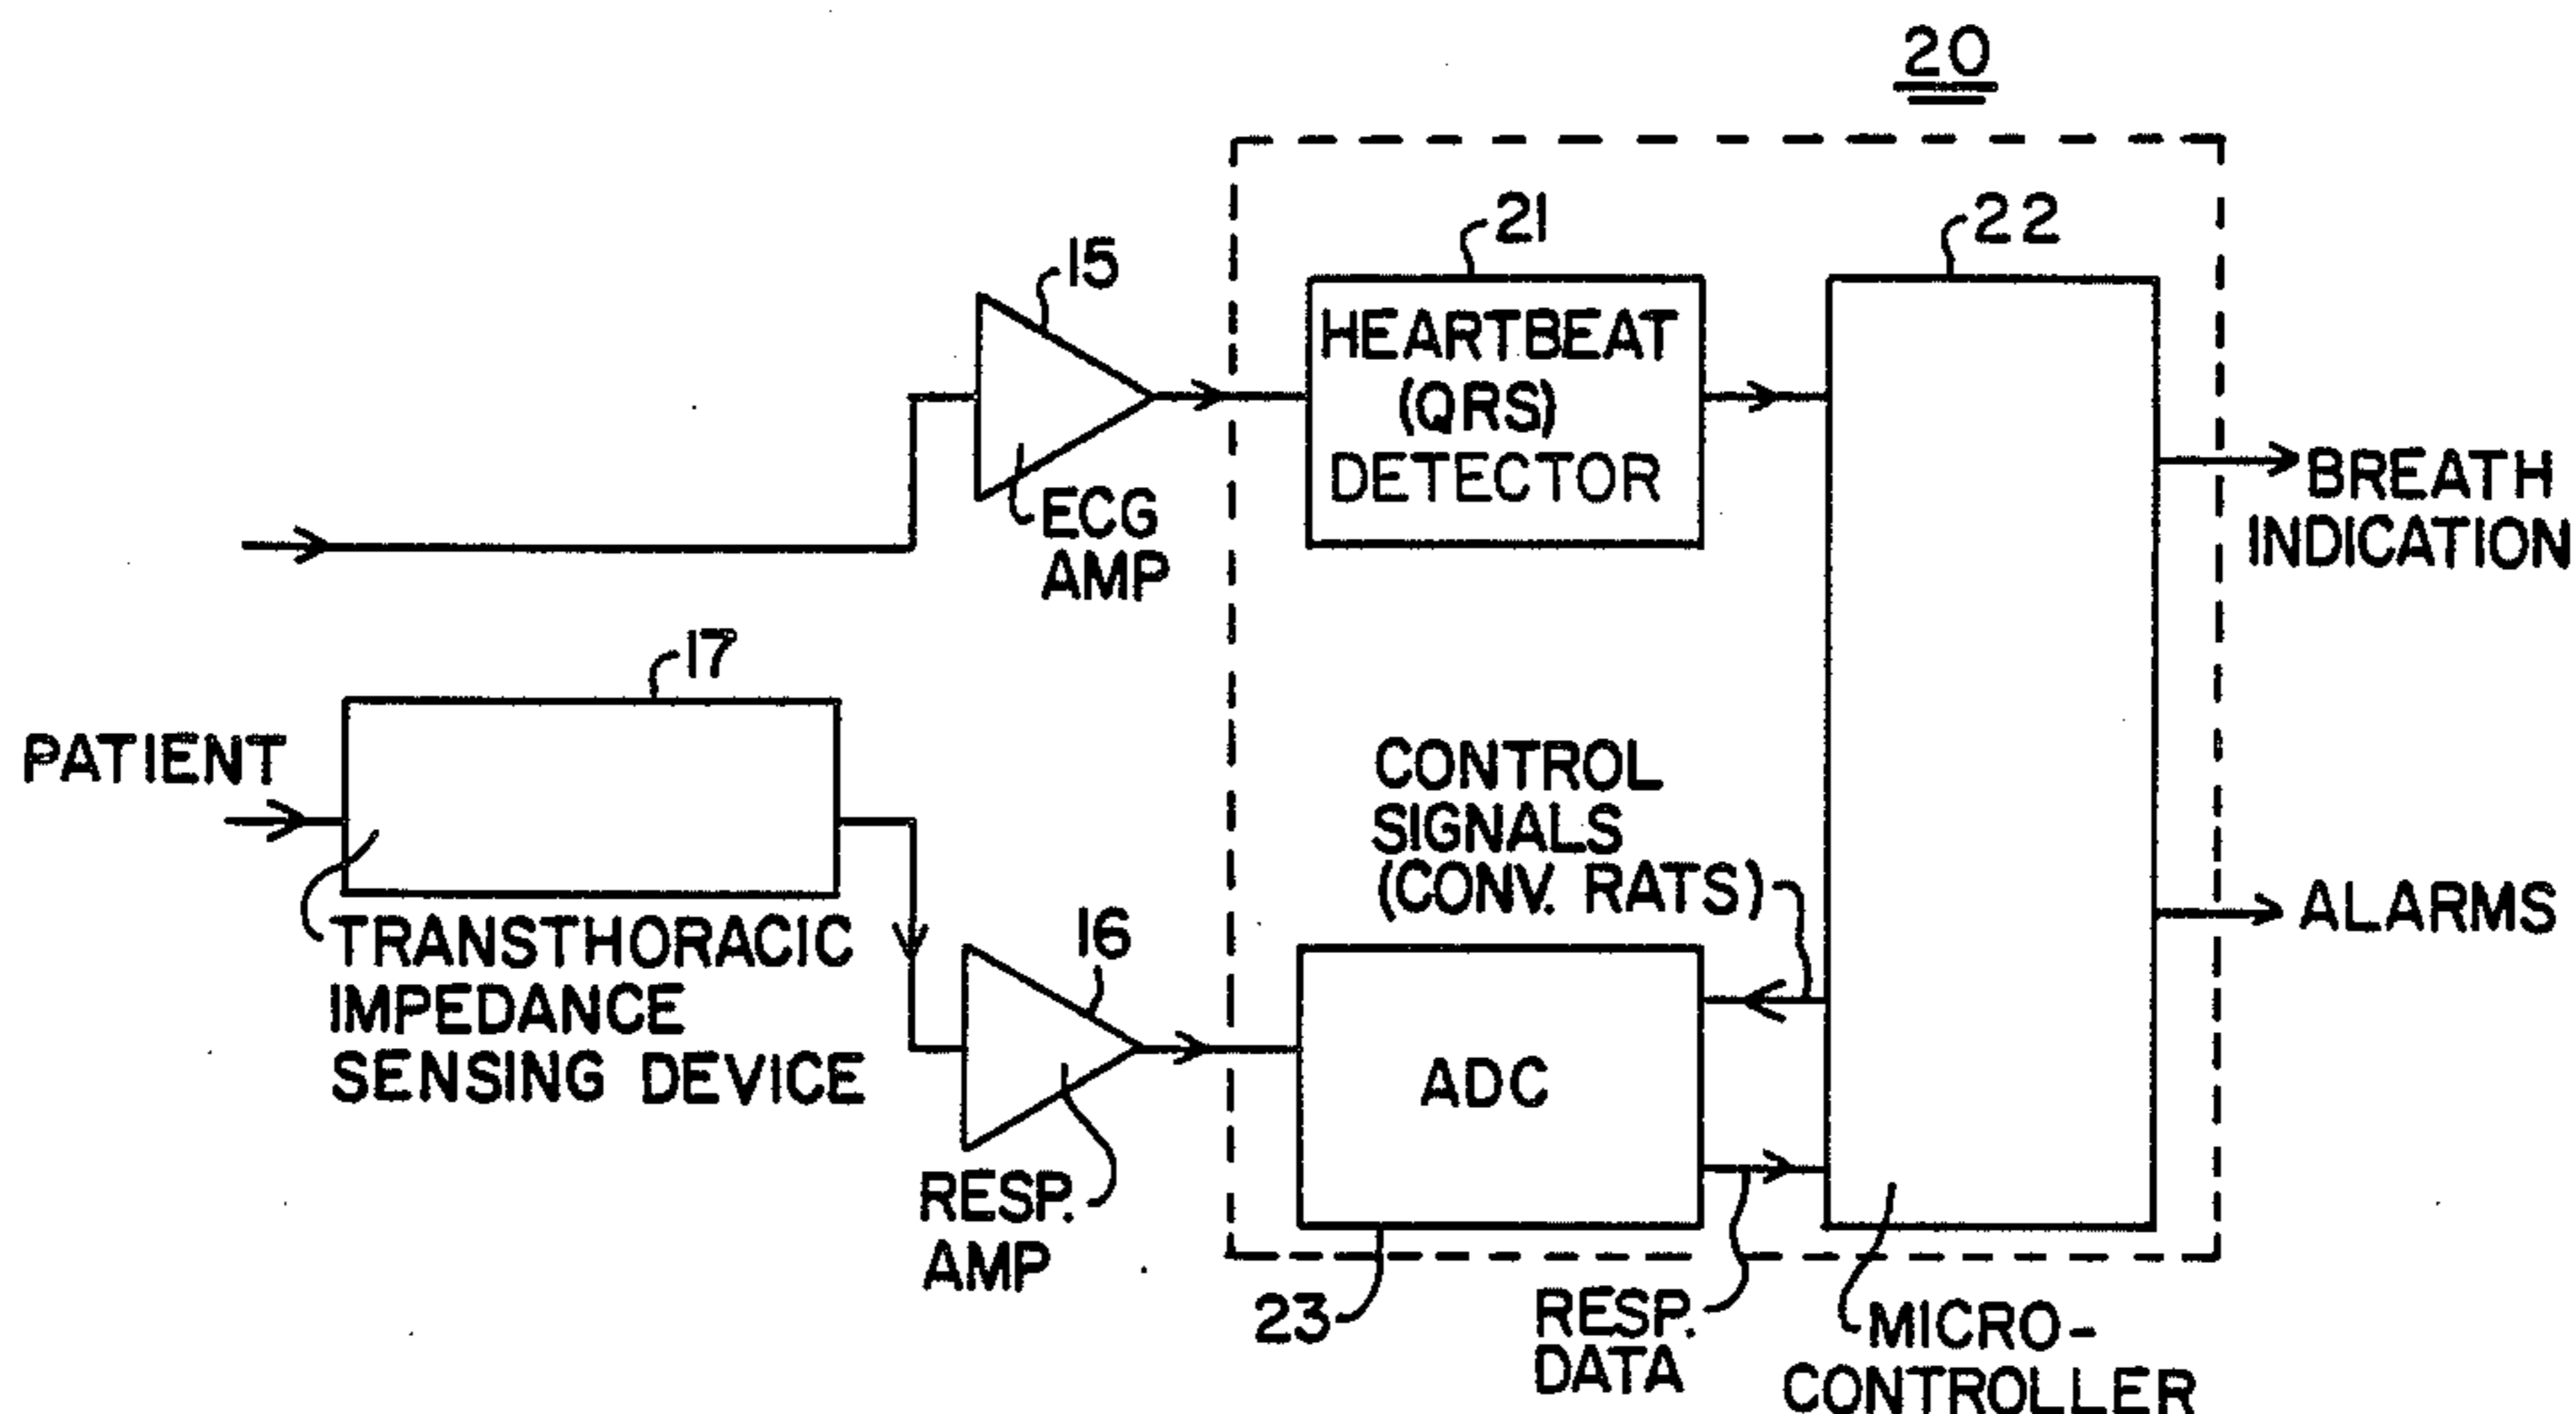 20
21
22
15
HEARTBEAT
(QRS)
DETECTOR
ECG
AMP
BREATH
INDICATION
17
PATIENT
TRANSTHORACIC
IMPEDANCE
SENSING DEVICE
16
RESP.
AMP
CONTROL
SIGNALS
(CONV. RATS)
ALARMS
ADC
23
RESP.
DATA
MICRO-
CONTROLLER